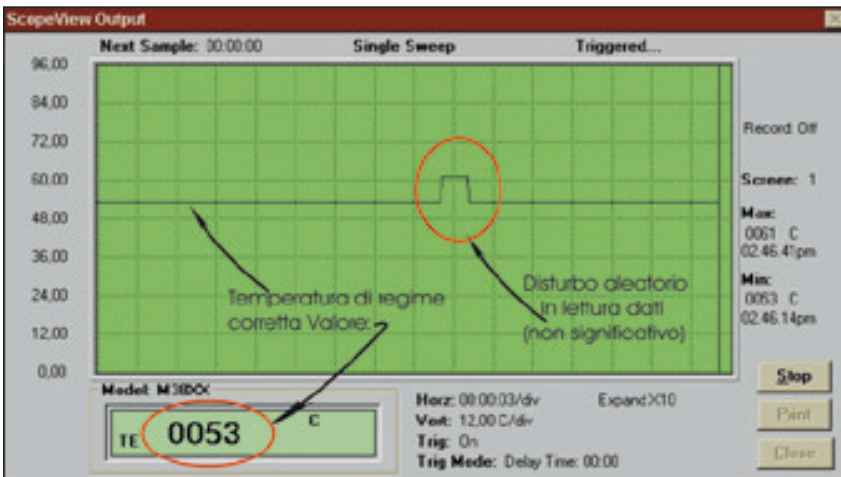 ScopeView Output
Next Sample: 00:00:00 Single Sweep Triggered...
96,00
84,00
72,00
60,00
48,00
36,00
24,00
12,00
0,00
Temperatura di regime
corretta Valore:
Disturbo aleatorio
in lettura dati
(non significativo)
Record: Off
Screen: 1
Max:
0061 C
02.46.41pm
Min:
0053 C
02.46.14pm
Model: M38XX
TE 0053 C
Horz: 00:00:03/div Expand X10
Vert: 12,00 C/div
Trig: On
Trig Mode: Delay Time: 00:00
Stop
Print
Close